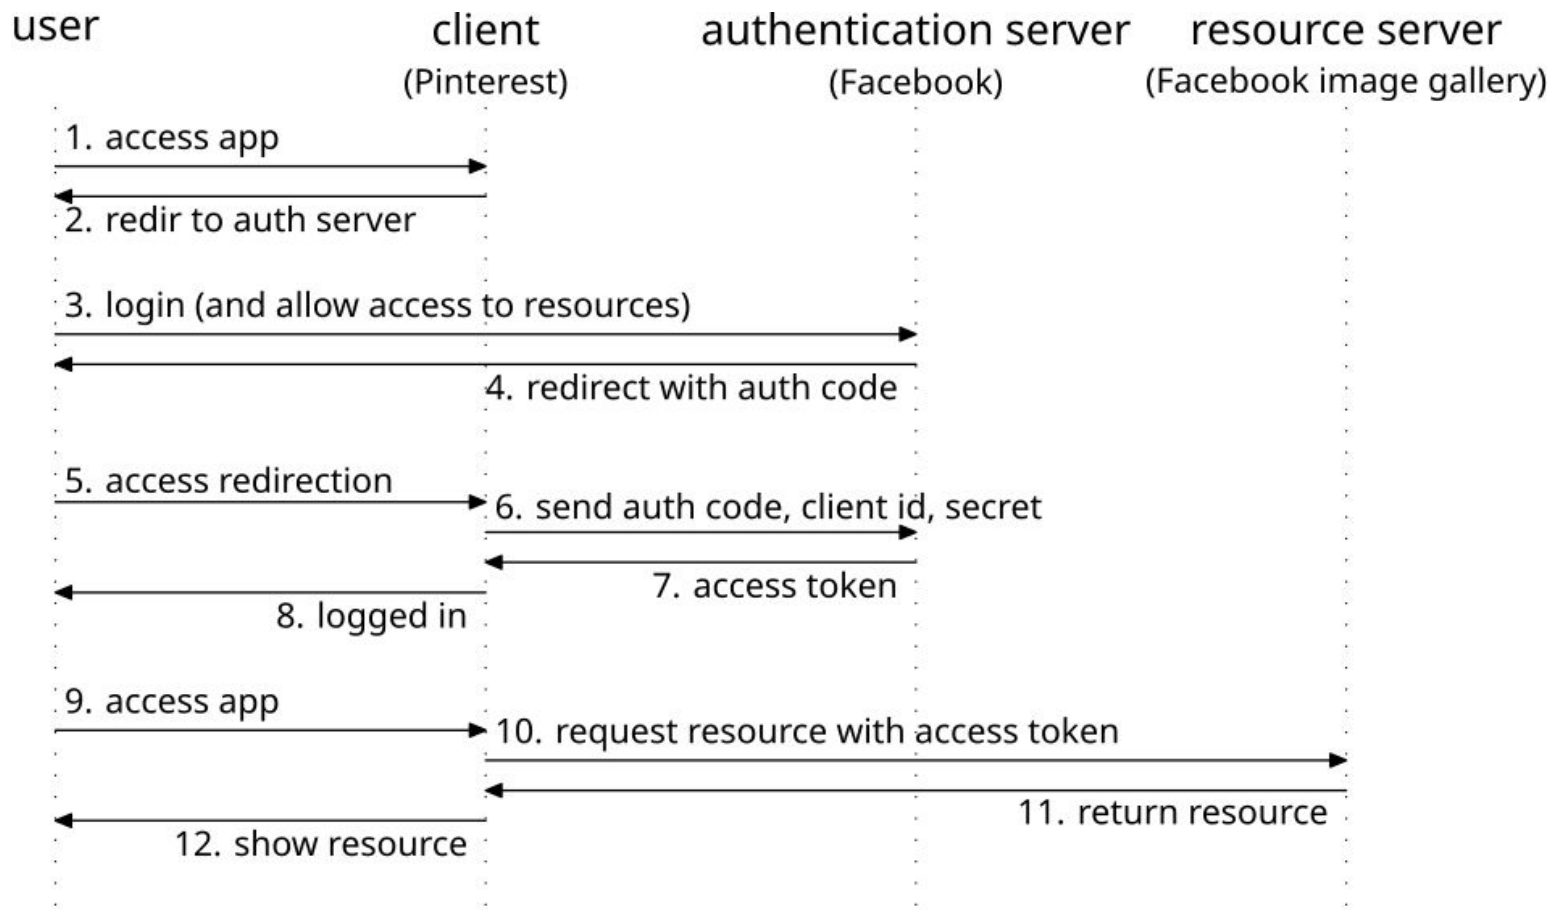 user
client
authentication server
resource server
(Pinterest)
(Facebook)
(Facebook image gallery)
1. access app
2. redir to auth server
3. login (and allow access to resources)
4. redirect with auth code
5. access redirection
6. send auth code, client id, secret
7. access token
8. logged in
9. access app
10. request resource with access token
11. return resource
12. show resource